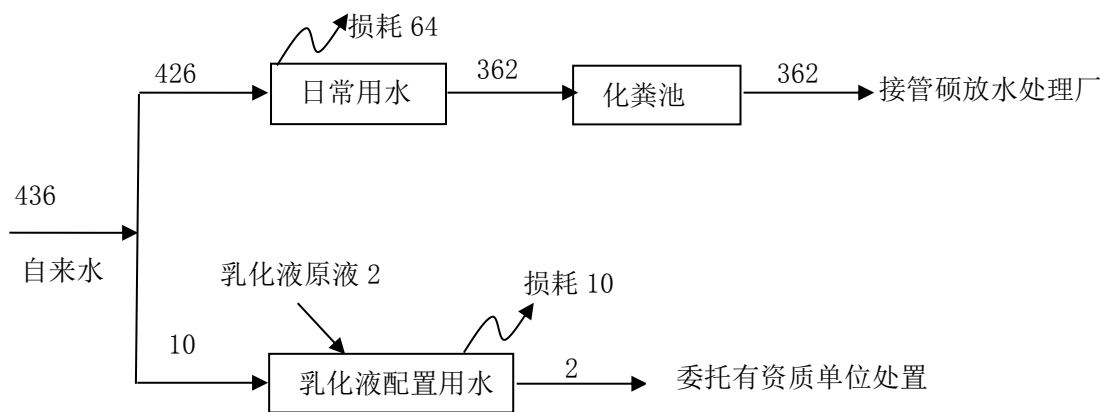 损耗 64
426
日常用水
362
化粪池
362
接管硕放水处理厂
436
自来水
乳化液原液 2
损耗 10
10
乳化液配置用水
2
委托有资质单位处置